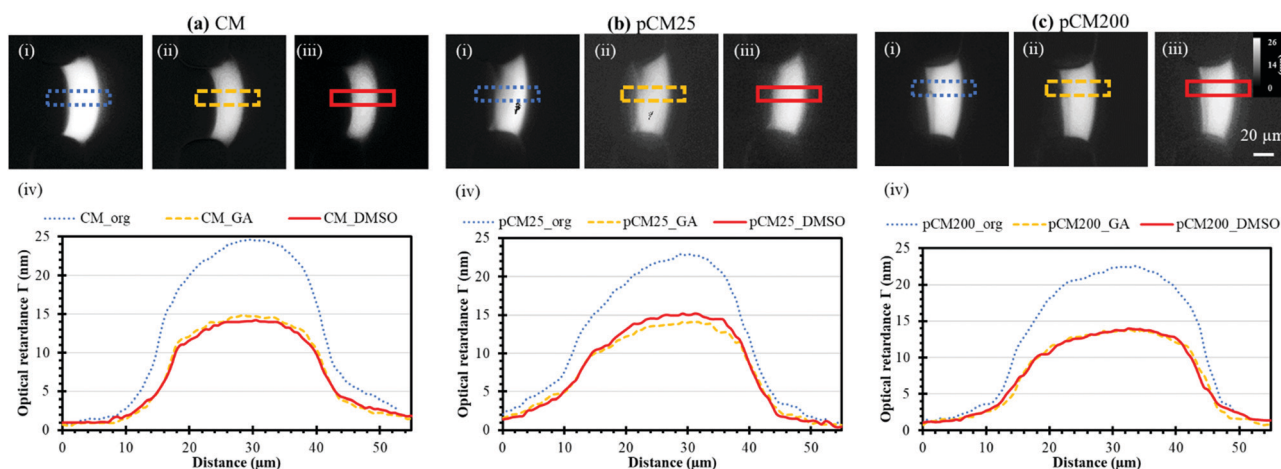 (a) CM
(b) pCM25
(c) pCM200
(i)
(ii)
(iii)
(i)
(ii)
(iii)
(i)
(ii)
(iii)
26
14
0
20 µm
(iv)
CM_org
CM_GA
CM_DMSO
Optical retardance Γ (nm)
25
20
15
10
5
0
0 10 20 30 40 50
Distance (µm)
(iv)
pCM25_org
pCM25_GA
pCM25_DMSO
Optical retardance Γ (nm)
25
20
15
10
5
0
0 10 20 30 40 50
Distance (µm)
(iv)
pCM200_org
pCM200_GA
pCM200_DMSO
Optical retardance Γ (nm)
25
20
15
10
5
0
0 10 20 30 40 50
Distance (µm)